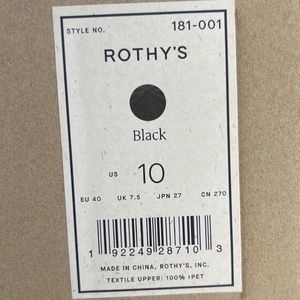 STYLE NO. 181-001
ROTHY'S
Black
US 10
EU 40 UK 7.5 JPN 27 CN 270
1 92249 28710 3
MADE IN CHINA, ROTHY'S, INC.
TEXTILE UPPER: 100% rPET